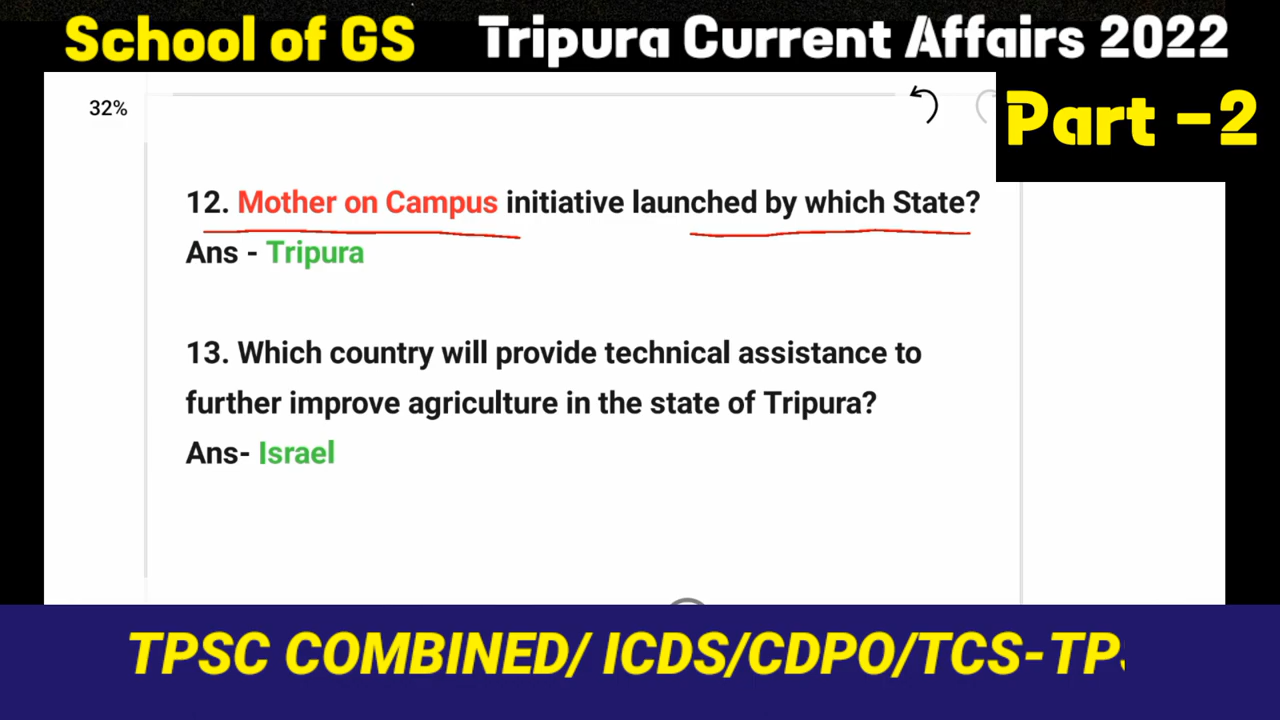 School of GS Tripura Current Affairs 2022
Part -2
32%
12. Mother on Campus initiative launched by which State?
Ans - Tripura
13. Which country will provide technical assistance to
further improve agriculture in the state of Tripura?
Ans- Israel
TPSC COMBINED/ ICDS/CDPO/TCS-TP